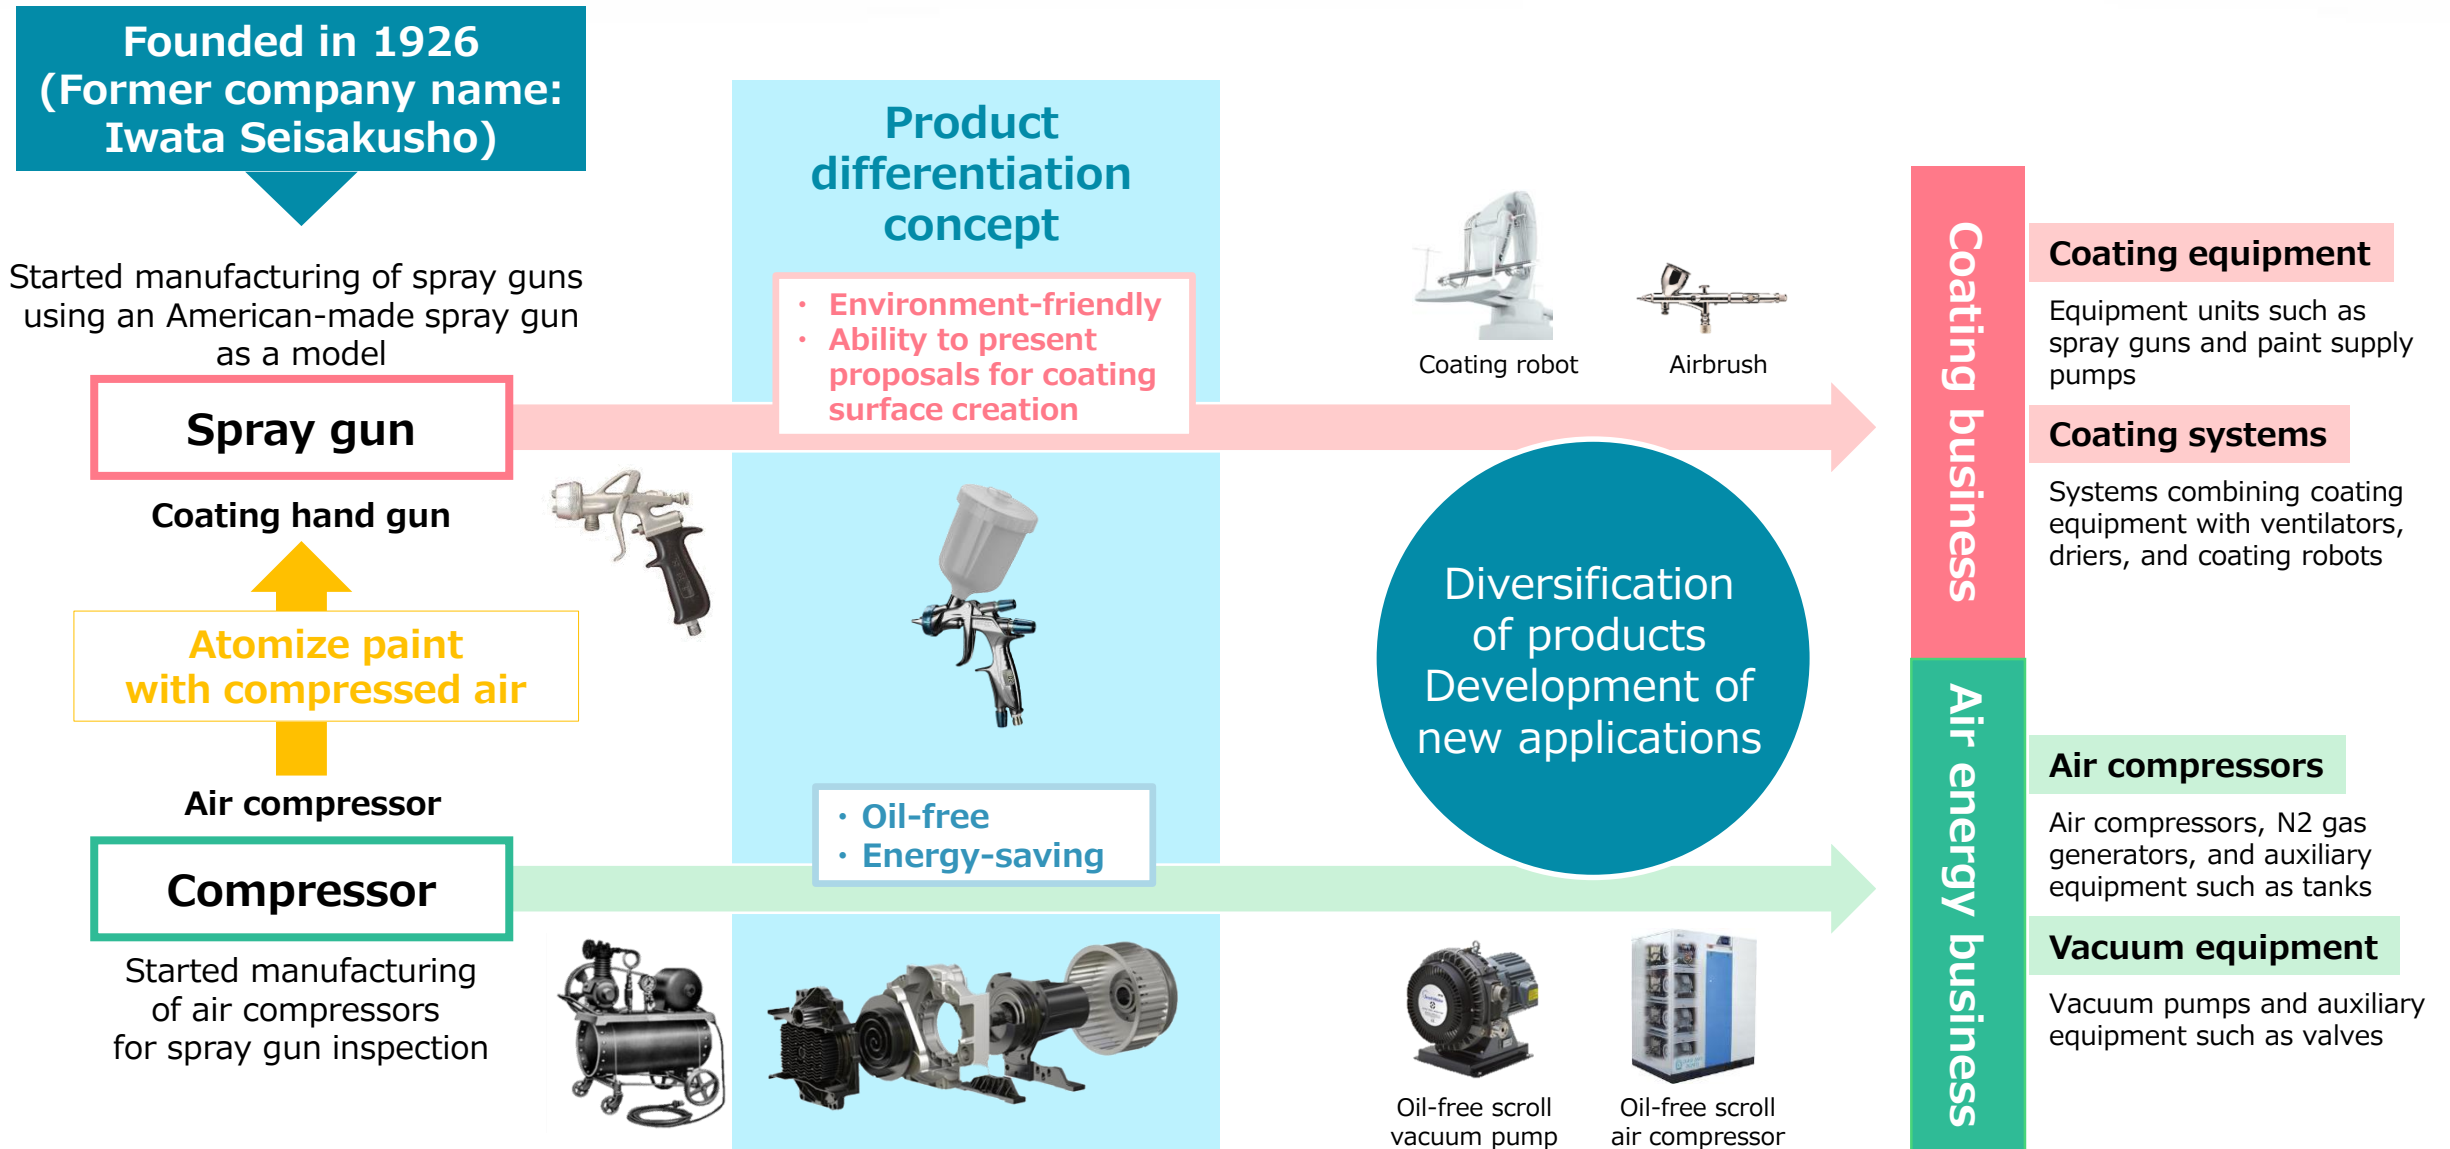 Founded in 1926
(Former company name:
Iwata Seisakusho)
Started manufacturing of spray guns
using an American-made spray gun
as a model
Spray gun
Coating hand gun
Atomize paint
with compressed air
Air compressor
Compressor
Started manufacturing
of air compressors
for spray gun inspection
Product
differentiation
concept
・ Environment-friendly
・ Ability to present
proposals for coating
surface creation
・ Oil-free
・ Energy-saving
Coating robot
Airbrush
Diversification
of products
Development of
new applications
Oil-free scroll
vacuum pump
Oil-free scroll
air compressor
Coating business
Coating equipment
Equipment units such as
spray guns and paint supply
pumps
Coating systems
Systems combining coating
equipment with ventilators,
driers, and coating robots
Air energy business
Air compressors
Air compressors, N2 gas
generators, and auxiliary
equipment such as tanks
Vacuum equipment
Vacuum pumps and auxiliary
equipment such as valves